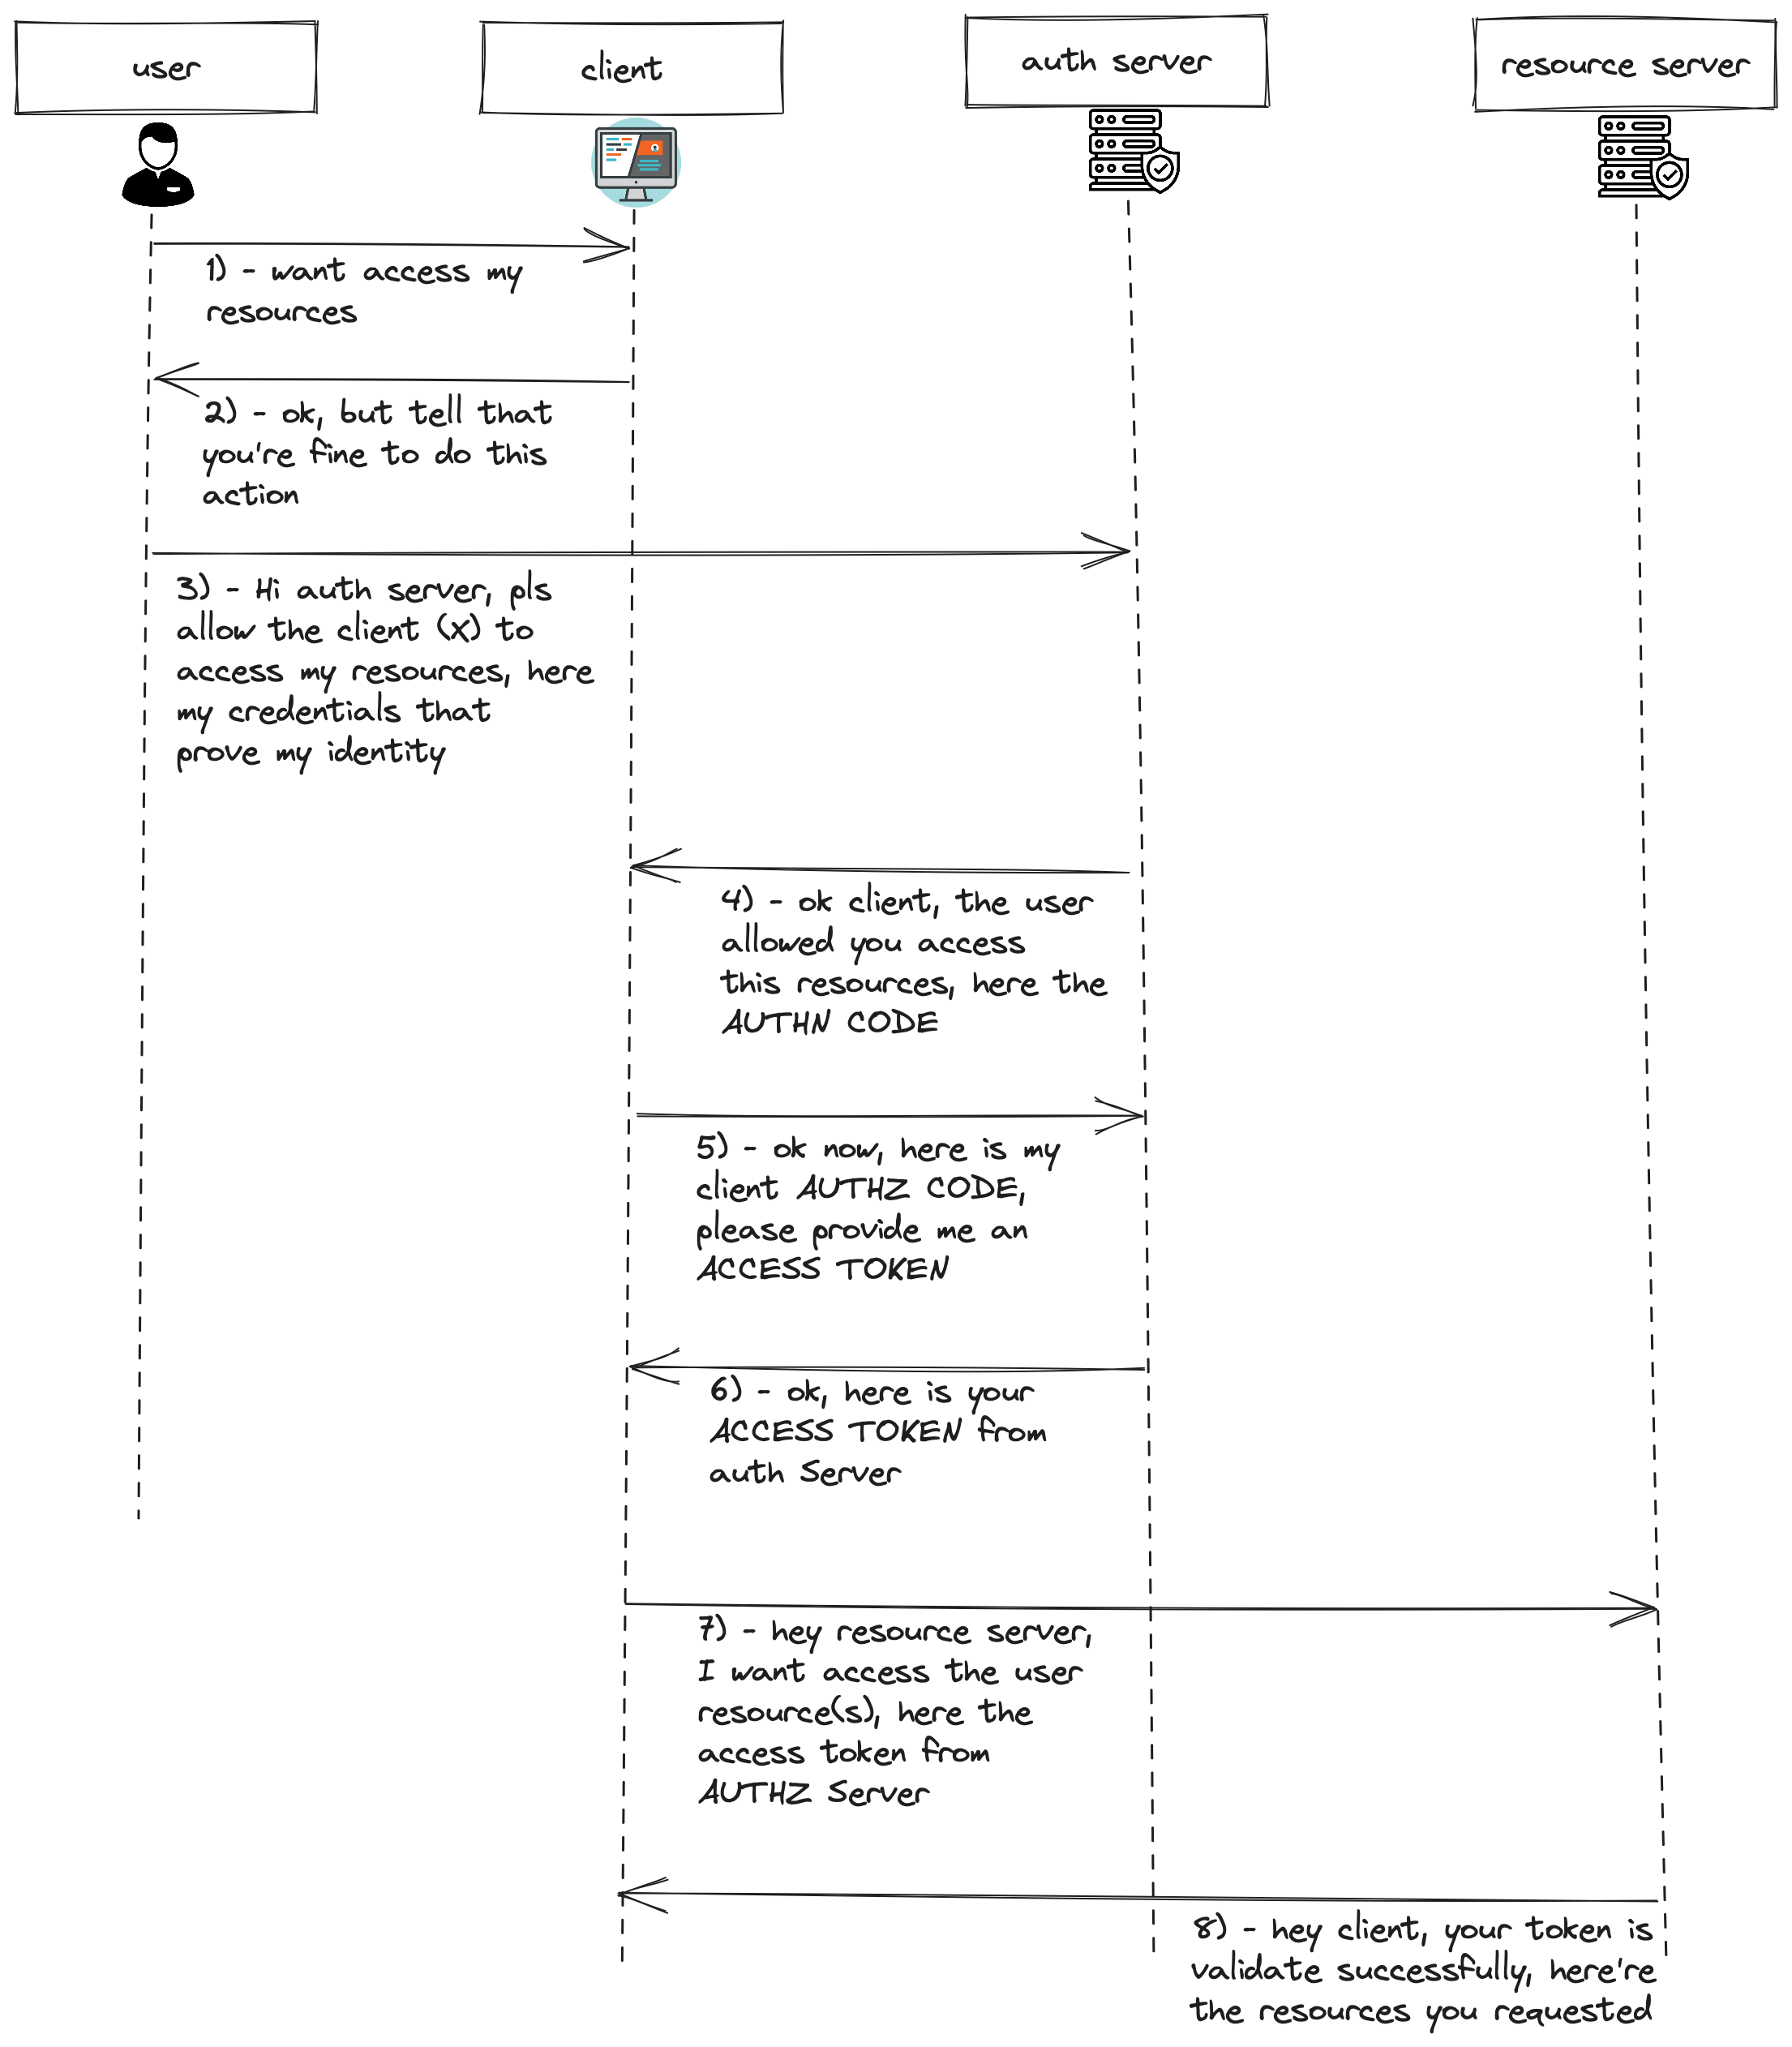 user
client
auth server
resource server
1) - want access my
resources
2) - ok, but tell that
you're fine to do this
action
3) - Hi auth server, pls
allow the client (x) to
access my resources, here
my credentials that
prove my identity
4) - ok client, the user
allowed you access
this resources, here the
AUTHN CODE
5) - ok now, here is my
client AUTHZ CODE,
please provide me an
ACCESS TOKEN
6) - ok, here is your
ACCESS TOKEN from
auth Server
7) - hey resource server,
I want access the user
resource(s), here the
access token from
AUTHZ Server
8) - hey client, your token is
validate successfully, here're
the resources you requested